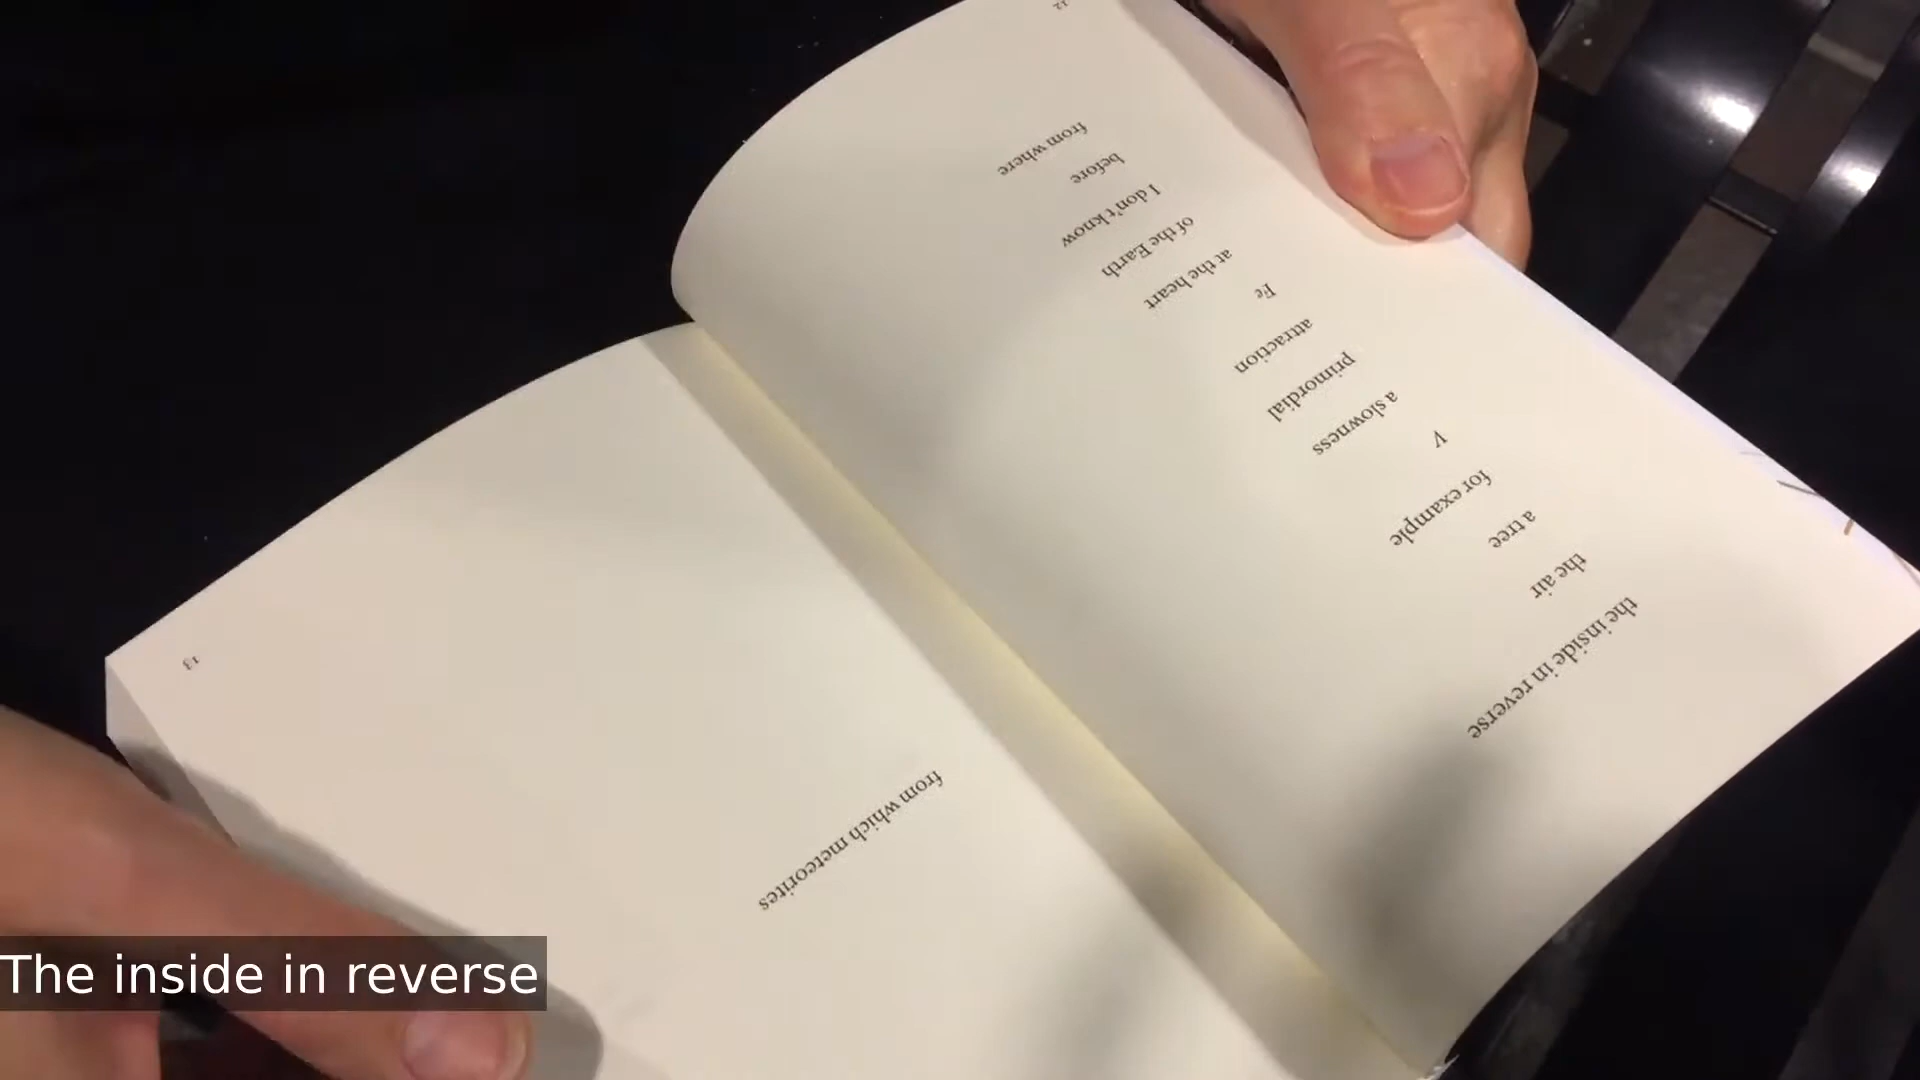 the inside in reverse
the air
a tree
for example
a slowness
primordial
attraction
Fe
at the heart
of the Earth
I don't know
before
from where
12
from which meteorites
13
The inside in reverse